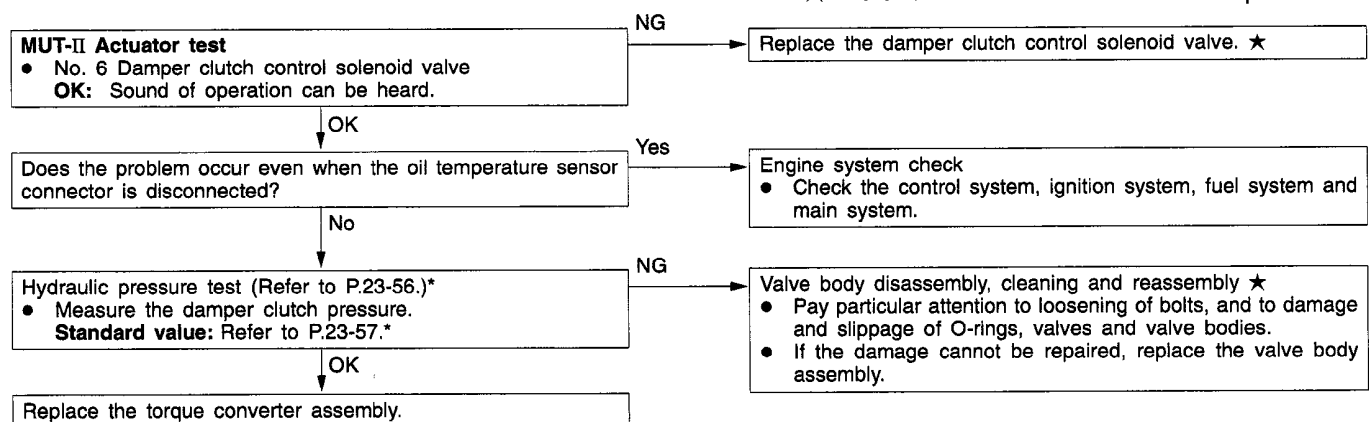 NG
MUT-II Actuator test
● No. 6 Damper clutch control solenoid valve
OK: Sound of operation can be heard.
Replace the damper clutch control solenoid valve. ★
OK
Does the problem occur even when the oil temperature sensor
connector is disconnected?
Yes
Engine system check
● Check the control system, ignition system, fuel system and
main system.
No
Hydraulic pressure test (Refer to P.23-56.)*
● Measure the damper clutch pressure.
Standard value: Refer to P.23-57.*
NG
Valve body disassembly, cleaning and reassembly ★
● Pay particular attention to loosening of bolts, and to damage
and slippage of O-rings, valves and valve bodies.
● If the damage cannot be repaired, replace the valve body
assembly.
OK
Replace the torque converter assembly.